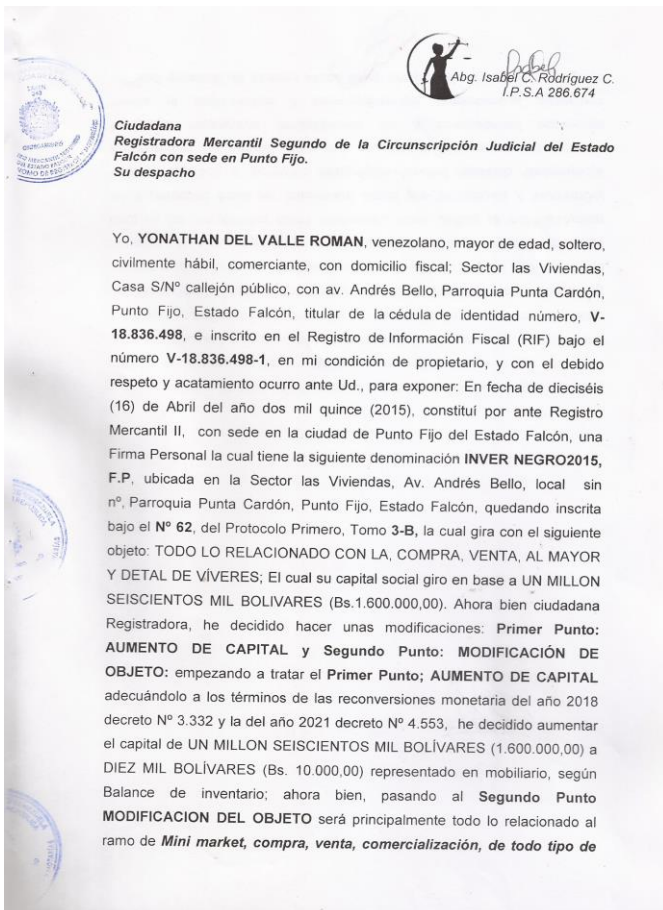 Abg. Isabel C. Rodríguez C.
I.P.S.A 286.674
Ciudadana
Registradora Mercantil Segundo de la Circunscripción Judicial del Estado
Falcón con sede en Punto Fijo.
Su despacho
Yo, YONATHAN DEL VALLE ROMAN, venezolano, mayor de edad, soltero,
civilmente hábil, comerciante, con domicilio fiscal; Sector las Viviendas,
Casa S/Nº callejón público, con av. Andrés Bello, Parroquia Punta Cardón,
Punto Fijo, Estado Falcón, titular de la cédula de identidad número, V-
18.836.498, e inscrito en el Registro de Información Fiscal (RIF) bajo el
número V-18.836.498-1, en mi condición de propietario, y con el debido
respeto y acatamiento ocurro ante Ud., para exponer: En fecha de dieciséis
(16) de Abril del año dos mil quince (2015), constituí por ante Registro
Mercantil II, con sede en la ciudad de Punto Fijo del Estado Falcón, una
Firma Personal la cual tiene la siguiente denominación INVER NEGRO2015,
F.P, ubicada en la Sector las Viviendas, Av. Andrés Bello, local sin
nº, Parroquia Punta Cardón, Punto Fijo, Estado Falcón, quedando inscrita
bajo el Nº 62, del Protocolo Primero, Tomo 3-B, la cual gira con el siguiente
objeto: TODO LO RELACIONADO CON LA, COMPRA, VENTA, AL MAYOR
Y DETAL DE VÍVERES; El cual su capital social giro en base a UN MILLON
SEISCIENTOS MIL BOLIVARES (Bs.1.600.000,00). Ahora bien ciudadana
Registradora, he decidido hacer unas modificaciones: Primer Punto:
AUMENTO DE CAPITAL y Segundo Punto: MODIFICACIÓN DE
OBJETO: empezando a tratar el Primer Punto; AUMENTO DE CAPITAL
adecuándolo a los términos de las reconversiones monetaria del año 2018
decreto Nº 3.332 y la del año 2021 decreto Nº 4.553, he decidido aumentar
el capital de UN MILLON SEISCIENTOS MIL BOLÍVARES (1.600.000,00) a
DIEZ MIL BOLÍVARES (Bs. 10.000,00) representado en mobiliario, según
Balance de inventario; ahora bien, pasando al Segundo Punto
MODIFICACION DEL OBJETO será principalmente todo lo relacionado al
ramo de Mini market, compra, venta, comercialización, de todo tipo de